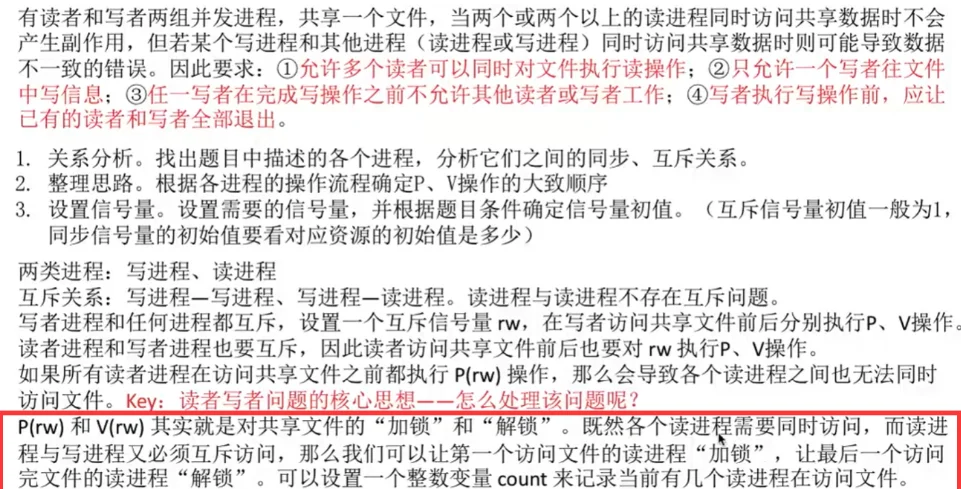 有读者和写者两组并发进程，共享一个文件，当两个或两个以上的读进程同时访问共享数据时不会
产生副作用，但若某个写进程和其他进程（读进程或写进程）同时访问共享数据时则可能导致数据
不一致的错误。因此要求：①允许多个读者可以同时对文件执行读操作；②只允许一个写者往文件
中写信息；③任一写者在完成写操作之前不允许其他读者或写者工作；④写者执行写操作前，应让
已有的读者和写者全部退出。
1. 关系分析。找出题目中描述的各个进程，分析它们之间的同步、互斥关系。
2. 整理思路。根据各进程的操作流程确定P、V操作的大致顺序
3. 设置信号量。设置需要的信号量，并根据题目条件确定信号量初值。（互斥信号量初值一般为1，
同步信号量的初始值要看对应资源的初始值是多少）
两类进程：写进程、读进程
互斥关系：写进程—写进程、写进程—读进程。读进程与读进程不存在互斥问题。
写者进程和任何进程都互斥，设置一个互斥信号量 rw，在写者访问共享文件前后分别执行P、V操作。
读者进程和写者进程也要互斥，因此读者访问共享文件前后也要对 rw 执行P、V操作。
如果所有读者进程在访问共享文件之前都执行 P(rw) 操作，那么会导致各个读进程之间也无法同时
访问文件。Key：读者写者问题的核心思想——怎么处理该问题呢？
P(rw) 和 V(rw) 其实就是对共享文件的“加锁”和“解锁”。既然各个读进程需要同时访问，而读进
程与写进程又必须互斥访问，那么我们可以让第一个访问文件的读进程“加锁”，让最后一个访问
完文件的读进程“解锁”。可以设置一个整数变量 count 来记录当前有几个读进程在访问文件。